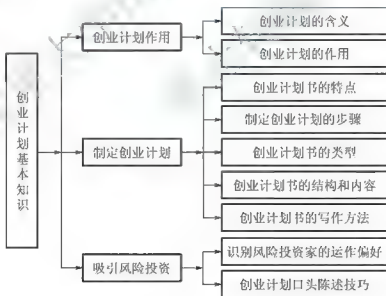 创业计划基本知识
创业计划作用
创业计划的含义
创业计划的作用
制定创业计划
创业计划书的特点
制定创业计划的步骤
创业计划书的类型
创业计划书的结构和内容
创业计划书的写作方法
吸引风险投资
识别风险投资家的运作偏好
创业计划口头陈述技巧